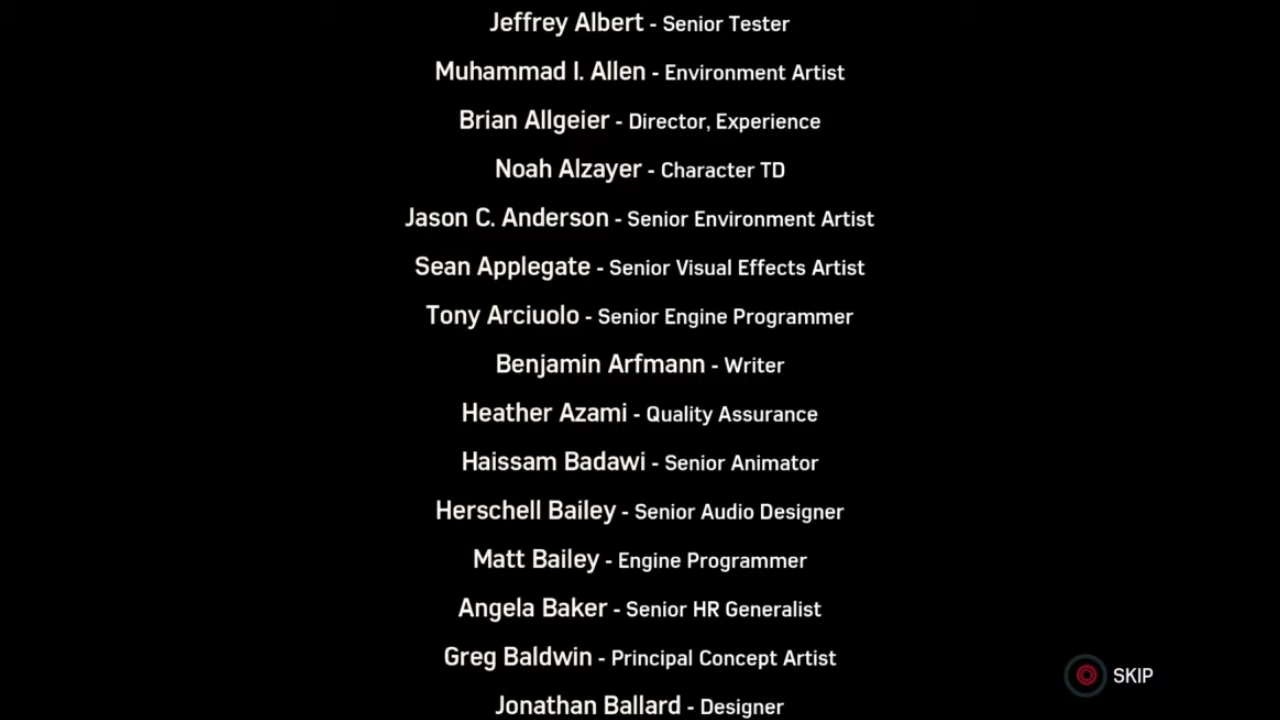 Jeffrey Albert - Senior Tester
Muhammad I. Allen - Environment Artist
Brian Allgeier - Director, Experience
Noah Alzayer - Character TD
Jason C. Anderson - Senior Environment Artist
Sean Applegate - Senior Visual Effects Artist
Tony Arciuolo - Senior Engine Programmer
Benjamin Arfmann - Writer
Heather Azami - Quality Assurance
Haissam Badawi - Senior Animator
Herschell Bailey - Senior Audio Designer
Matt Bailey - Engine Programmer
Angela Baker - Senior HR Generalist
Greg Baldwin - Principal Concept Artist
SKIP
Jonathan Ballard - Designer